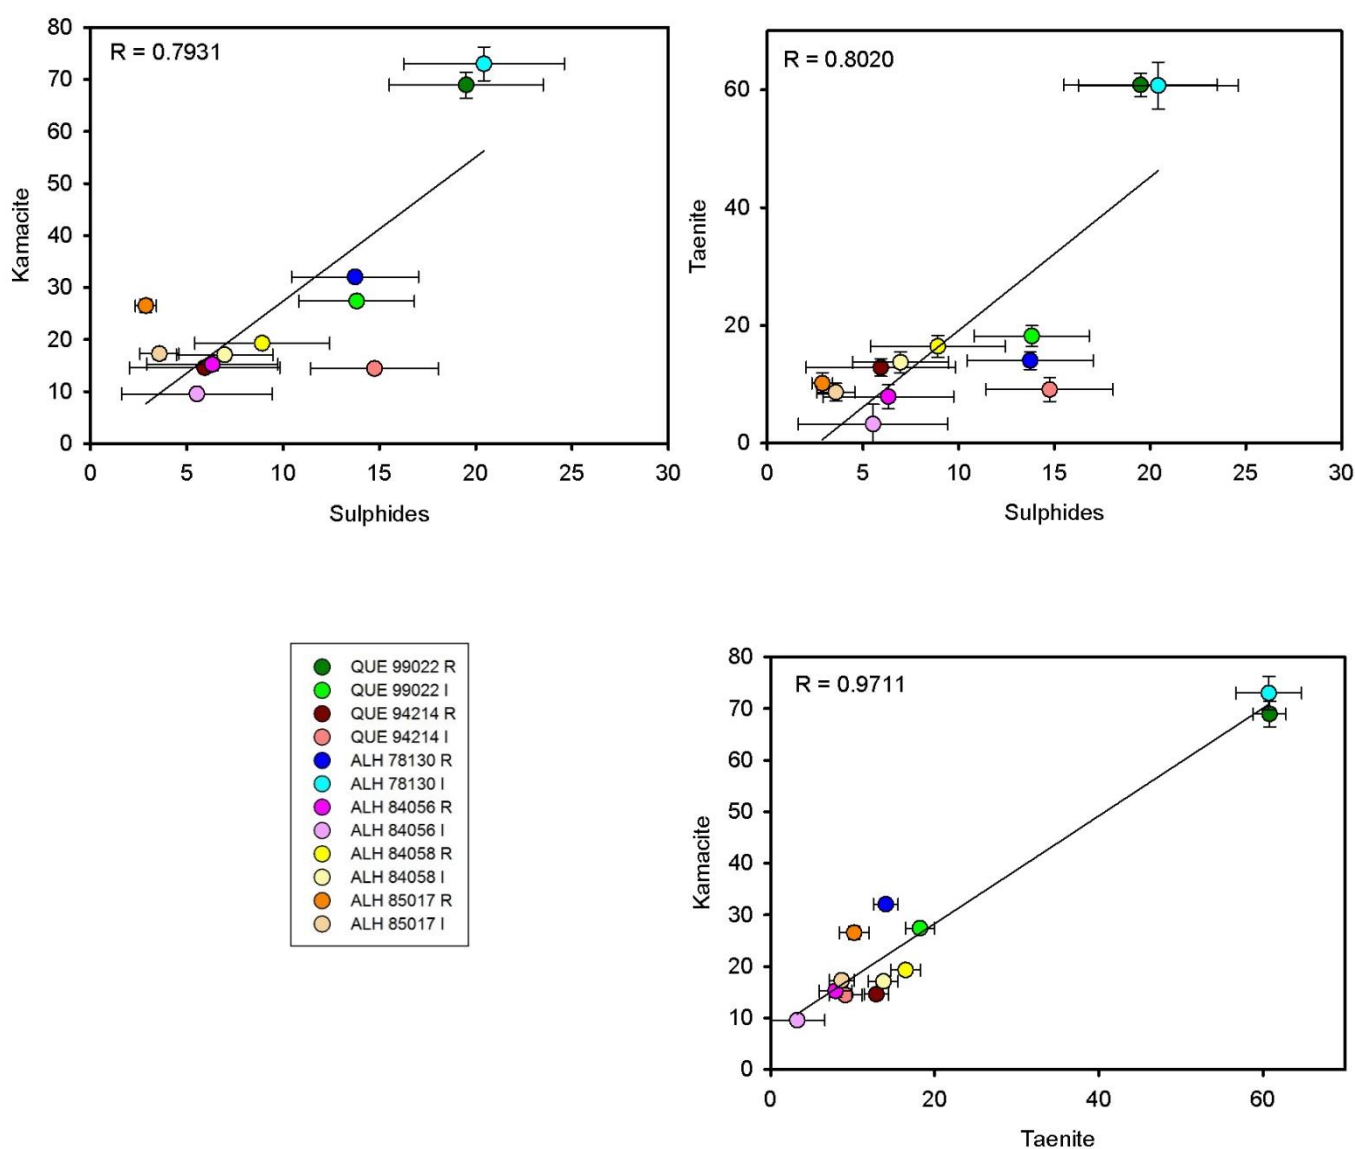 R = 0.7931
80
70
60
50
40
30
20
10
0
Kamacite
0 5 10 15 20 25 30
Sulphides
R = 0.8020
60
40
20
0
Taenite
0 5 10 15 20 25 30
Sulphides
QUE 99022 R
QUE 99022 I
QUE 94214 R
QUE 94214 I
ALH 78130 R
ALH 78130 I
ALH 84056 R
ALH 84056 I
ALH 84058 R
ALH 84058 I
ALH 85017 R
ALH 85017 I
R = 0.9711
80
70
60
50
40
30
20
10
0
Kamacite
0 20 40 60
Taenite